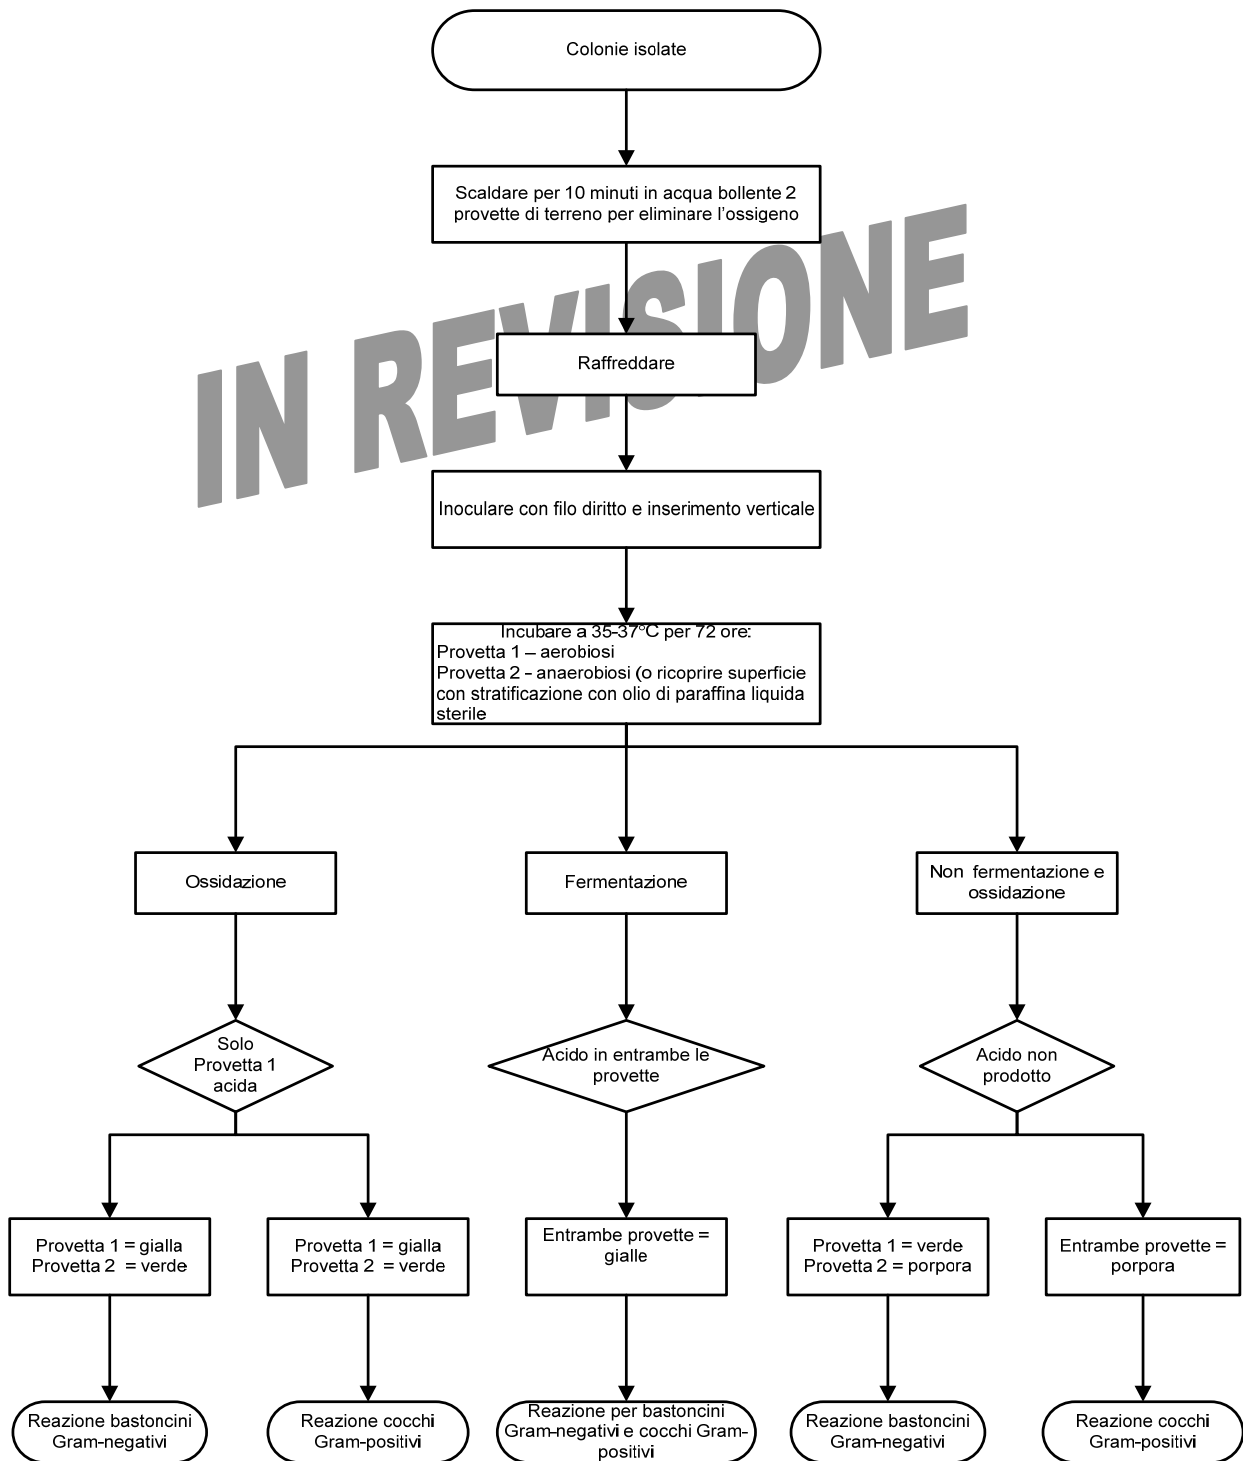 Colonie isolate
Scaldare per 10 minuti in acqua bollente 2
provette di terreno per eliminare l'ossigeno
IN REVISIONE
Raffreddare
Inoculare con filo diritto e inserimento verticale
Incubare a 35-37°C per 72 ore:
Provetta 1 – aerobiosi
Provetta 2 - anaerobiosi (o ricoprire superficie
con stratificazione con olio di paraffina liquida
sterile
Ossidazione
Fermentazione
Non fermentazione e
ossidazione
Solo
Provetta 1
acida
Acido in entrambe le
provette
Acido non
prodotto
Provetta 1 = gialla
Provetta 2 = verde
Provetta 1 = gialla
Provetta 2 = verde
Entrambe provette =
gialle
Provetta 1 = verde
Provetta 2 = porpora
Entrambe provette =
porpora
Reazione bastoncini
Gram-negativi
Reazione cocchi
Gram-positivi
Reazione per bastoncini
Gram-negativi e cocchi Gram-
positivi
Reazione bastoncini
Gram-negativi
Reazione cocchi
Gram-positivi